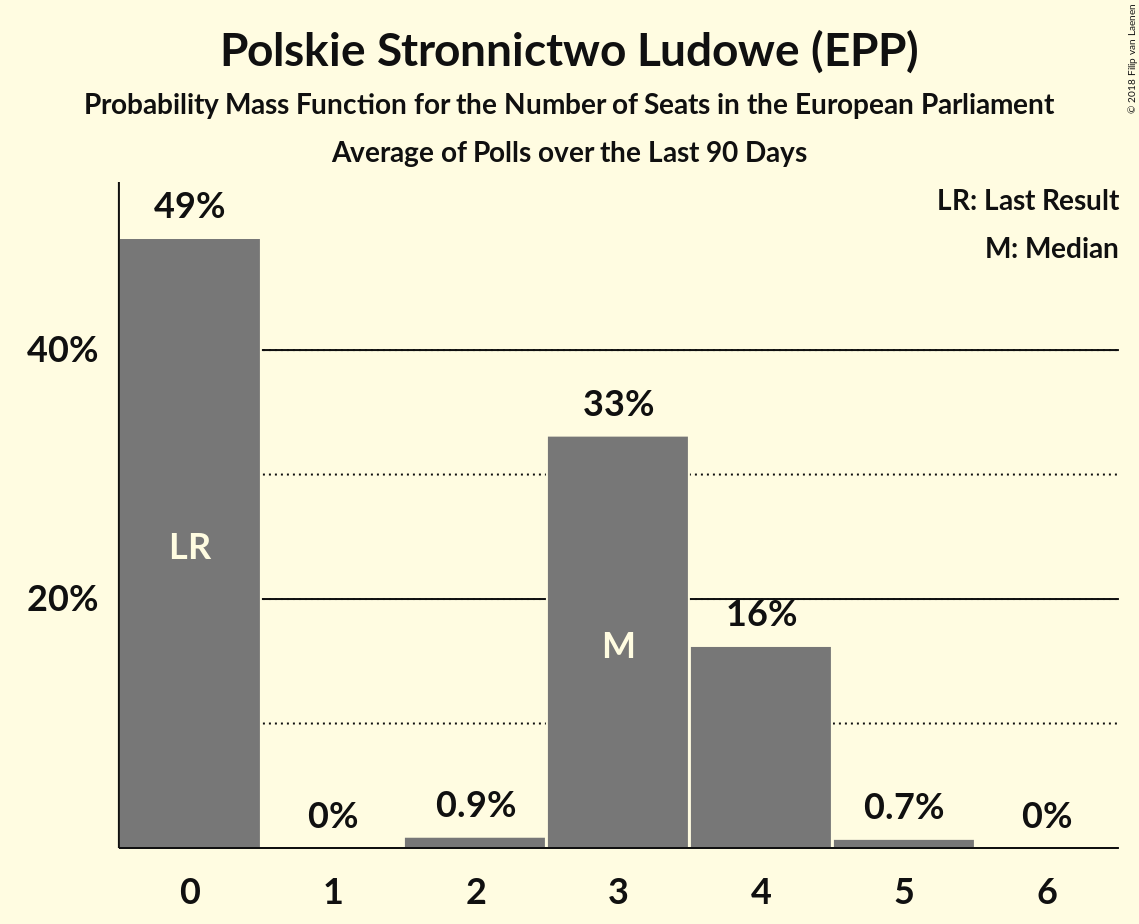 Polskie Stronnictwo Ludowe (EPP)
Probability Mass Function for the Number of Seats in the European Parliament
Average of Polls over the Last 90 Days
© 2018 Filip van Laenen
LR: Last Result
M: Median
49%
40%
33%
LR
20%
16%
M
0%
0.9%
0.7%
0%
0 1 2 3 4 5 6